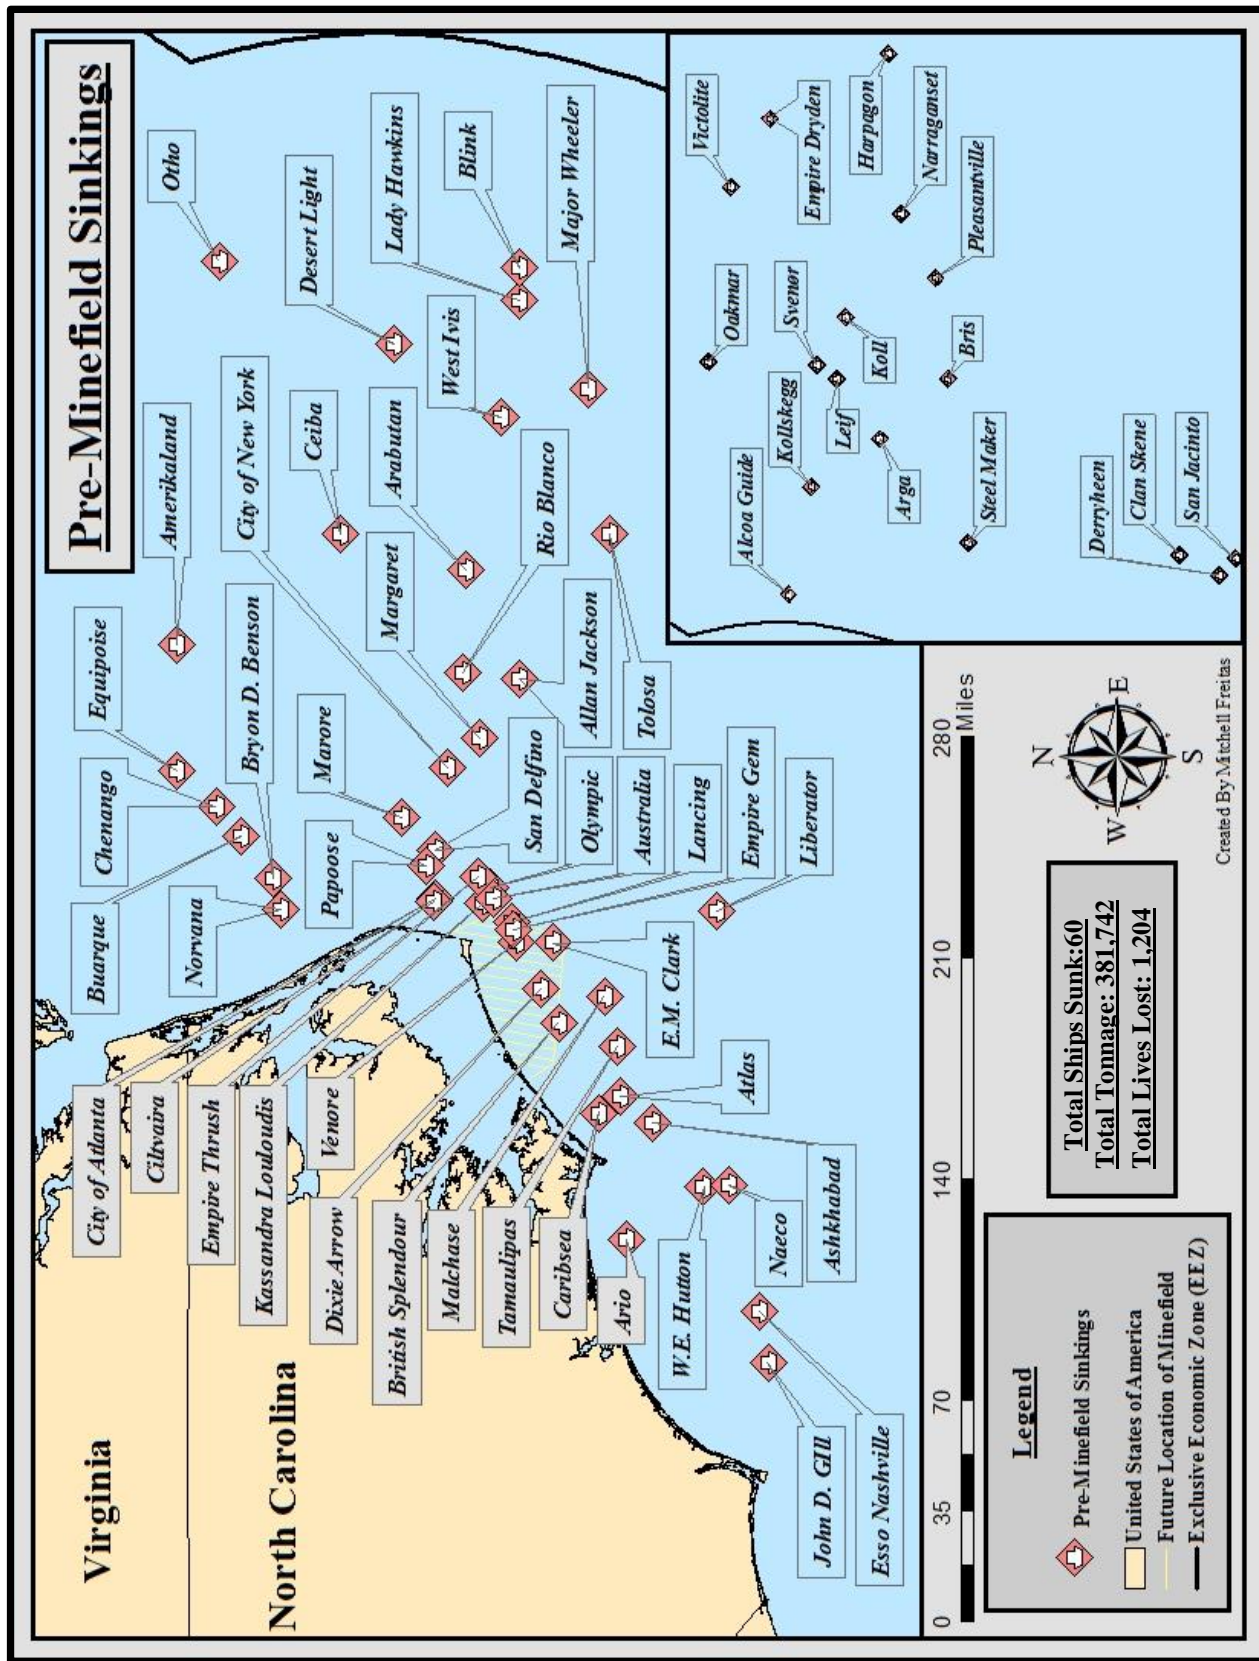 Pre-Minefield Sinkings
Virginia
North Carolina
Otho
Amerikaland
Equipoise
Chenango
Buarque
Bryon D. Benson
Norvana
City of New York
Desert Light
Ceiba
Lady Hawkins
Blink
West Ivis
Major Wheeler
Arabutan
Margaret
Rio Blanco
Marore
Papoose
San Delfino
Allan Jackson
Tolosa
Olympic
Australia
Lancing
Empire Gem
Liberator
City of Atlanta
Ciltvaira
Empire Thrush
Kassandra Louloudis
Venore
Dixie Arrow
British Splendour
Malchase
Tamaulipas
Caribsea
Ario
E.M. Clark
Atlas
Ashkhabad
Naeco
W.E. Hutton
John D. GIll
Esso Nashville
Victolite
Empire Dryden
Harpagon
Narraganset
Pleasantville
Oakmar
Svenor
Koll
Bris
Kollskegg
Leif
Alcoa Guide
Arga
Steel Maker
Derryheen
Clan Skene
San Jacinto
0 35 70 140 210 280
Miles
Legend
Pre-Minefield Sinkings
United States of America
Future Location of Minefield
Exclusive Economic Zone (EEZ)
Total Ships Sunk:60
Total Tonnage: 381,742
Total Lives Lost: 1,204
N
W
E
S
Created By Mitchell Freitas